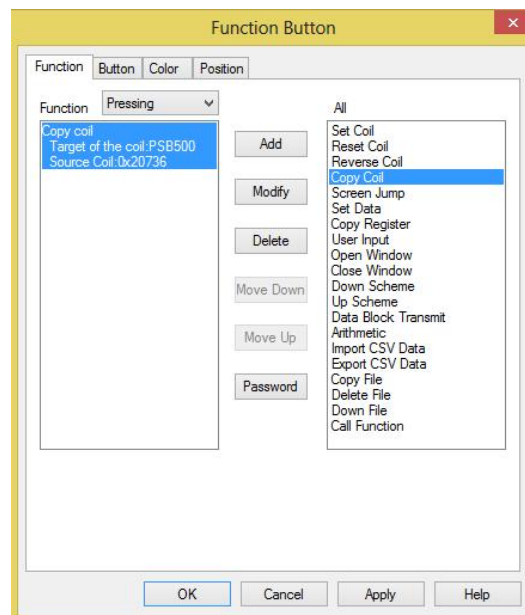 Function Button
Function Button Color Position
Function Pressing
All
Copy coil
Target of the coil:PSB500
Source Coil:0x20736
Add
Modify
Delete
Move Down
Move Up
Password
Set Coil
Reset Coil
Reverse Coil
Copy Coil
Screen Jump
Set Data
Copy Register
User Input
Open Window
Close Window
Down Scheme
Up Scheme
Data Block Transmit
Arithmetic
Import CSV Data
Export CSV Data
Copy File
Delete File
Down File
Call Function
OK Cancel Apply Help